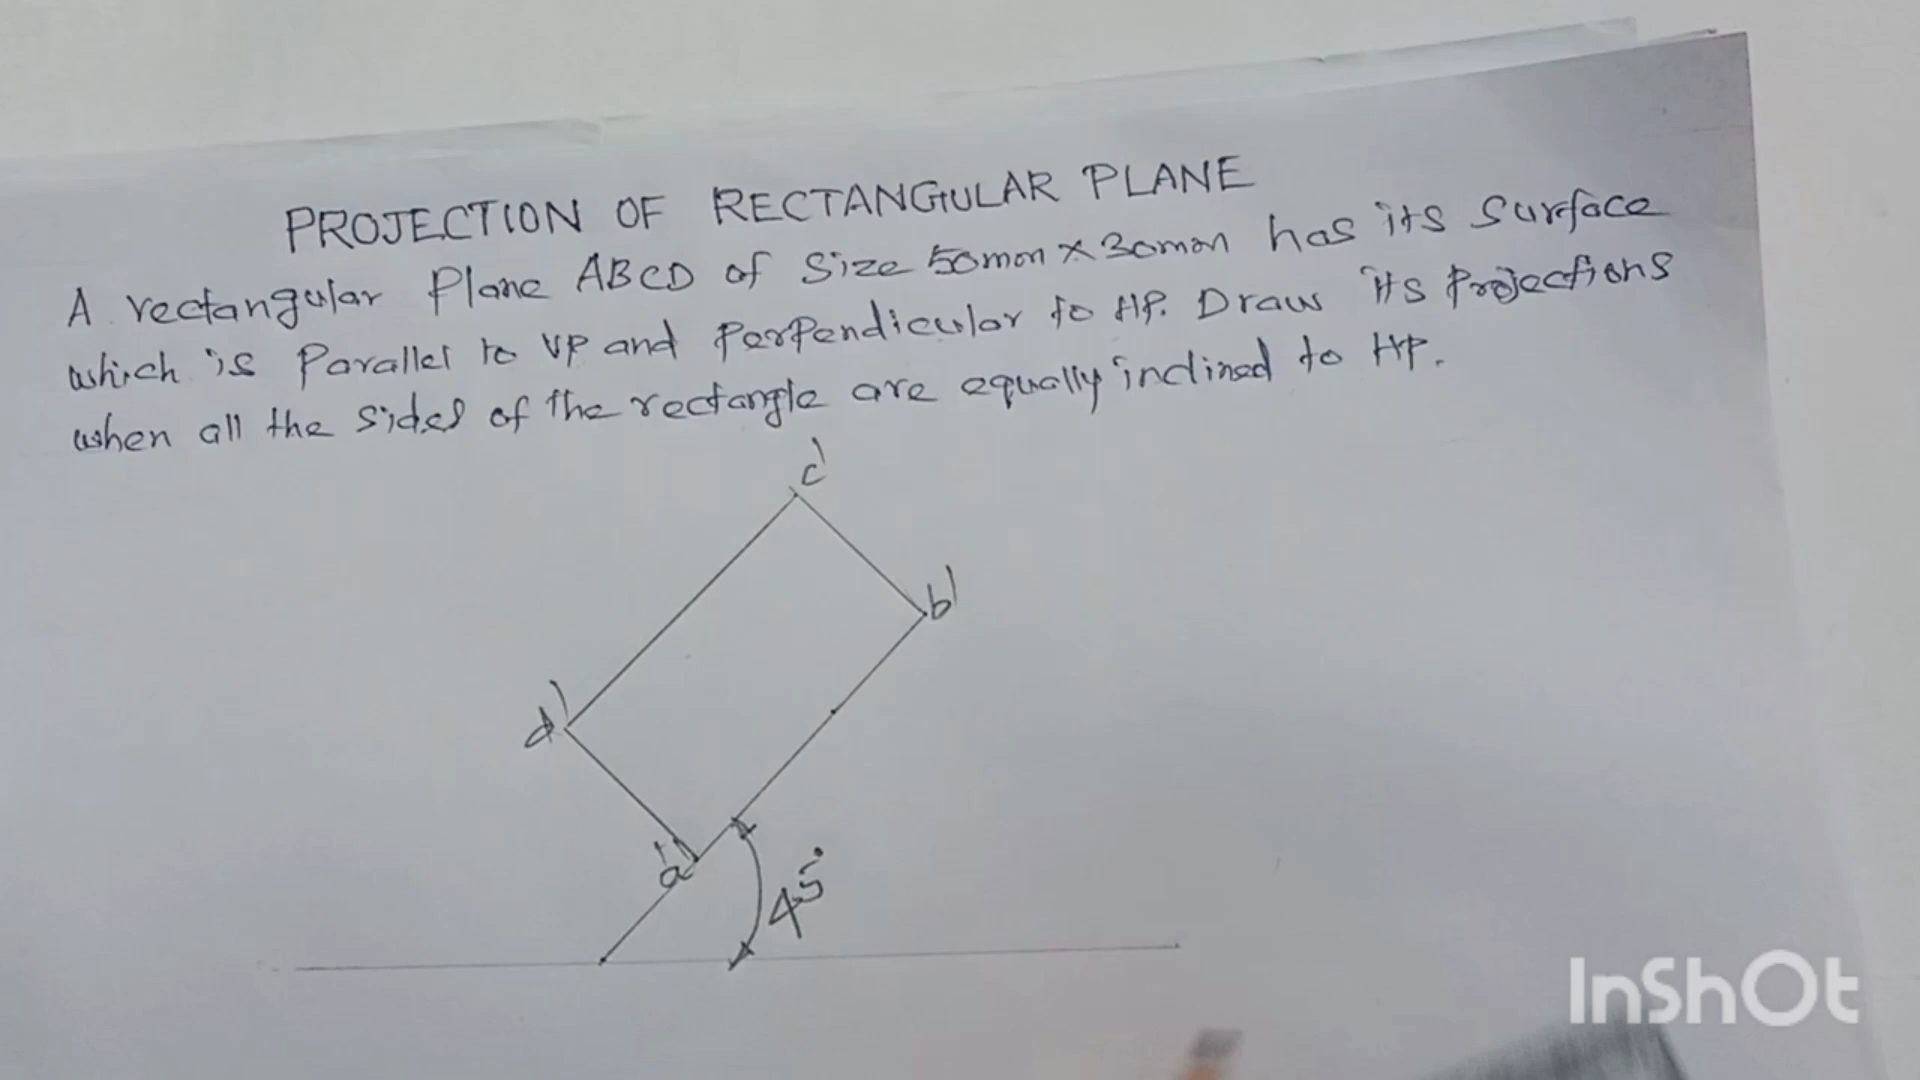 PROJECTION OF RECTANGULAR PLANE
A rectangular Plane ABCD of Size 50mm x 30mm has its Surface
which is Parallel to VP and Perpendicular to HP. Draw its Projections
when all the Sides of the rectangle are equally inclined to HP.
c'
b'
d'
a'
45°
InShOt